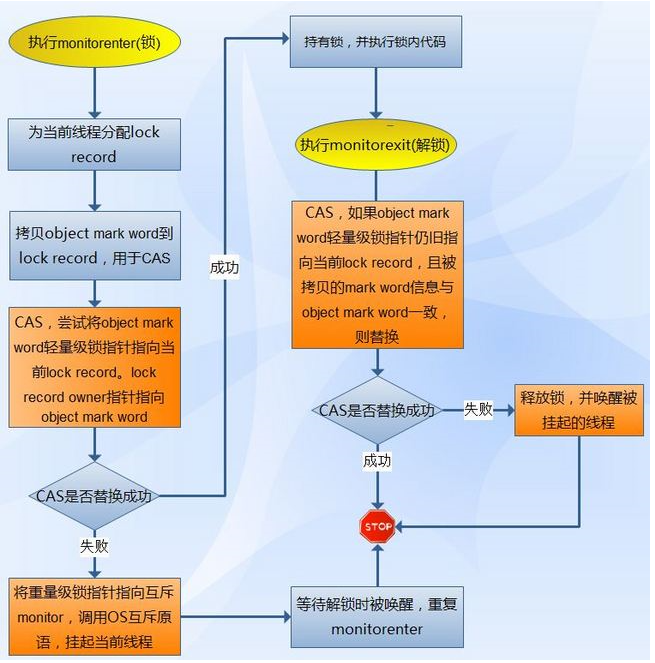 执行monitorenter(锁)
为当前线程分配lock
record
拷贝object mark word到
lock record，用于CAS
CAS，尝试将object mark
word轻量级锁指针指向当
前lock record。lock
record owner指针指向
object mark word
CAS是否替换成功
失败
将重量级锁指针指向互斥
monitor，调用OS互斥原
语，挂起当前线程
成功
持有锁，并执行锁内代码
执行monitorexit(解锁)
CAS，如果object mark
word轻量级锁指针仍旧指
向当前lock record，且被
拷贝的mark word信息与
object mark word一致，
则替换
CAS是否替换成功
失败
释放锁，并唤醒被
挂起的线程
成功
STOP
等待解锁时被唤醒，重复
monitorenter